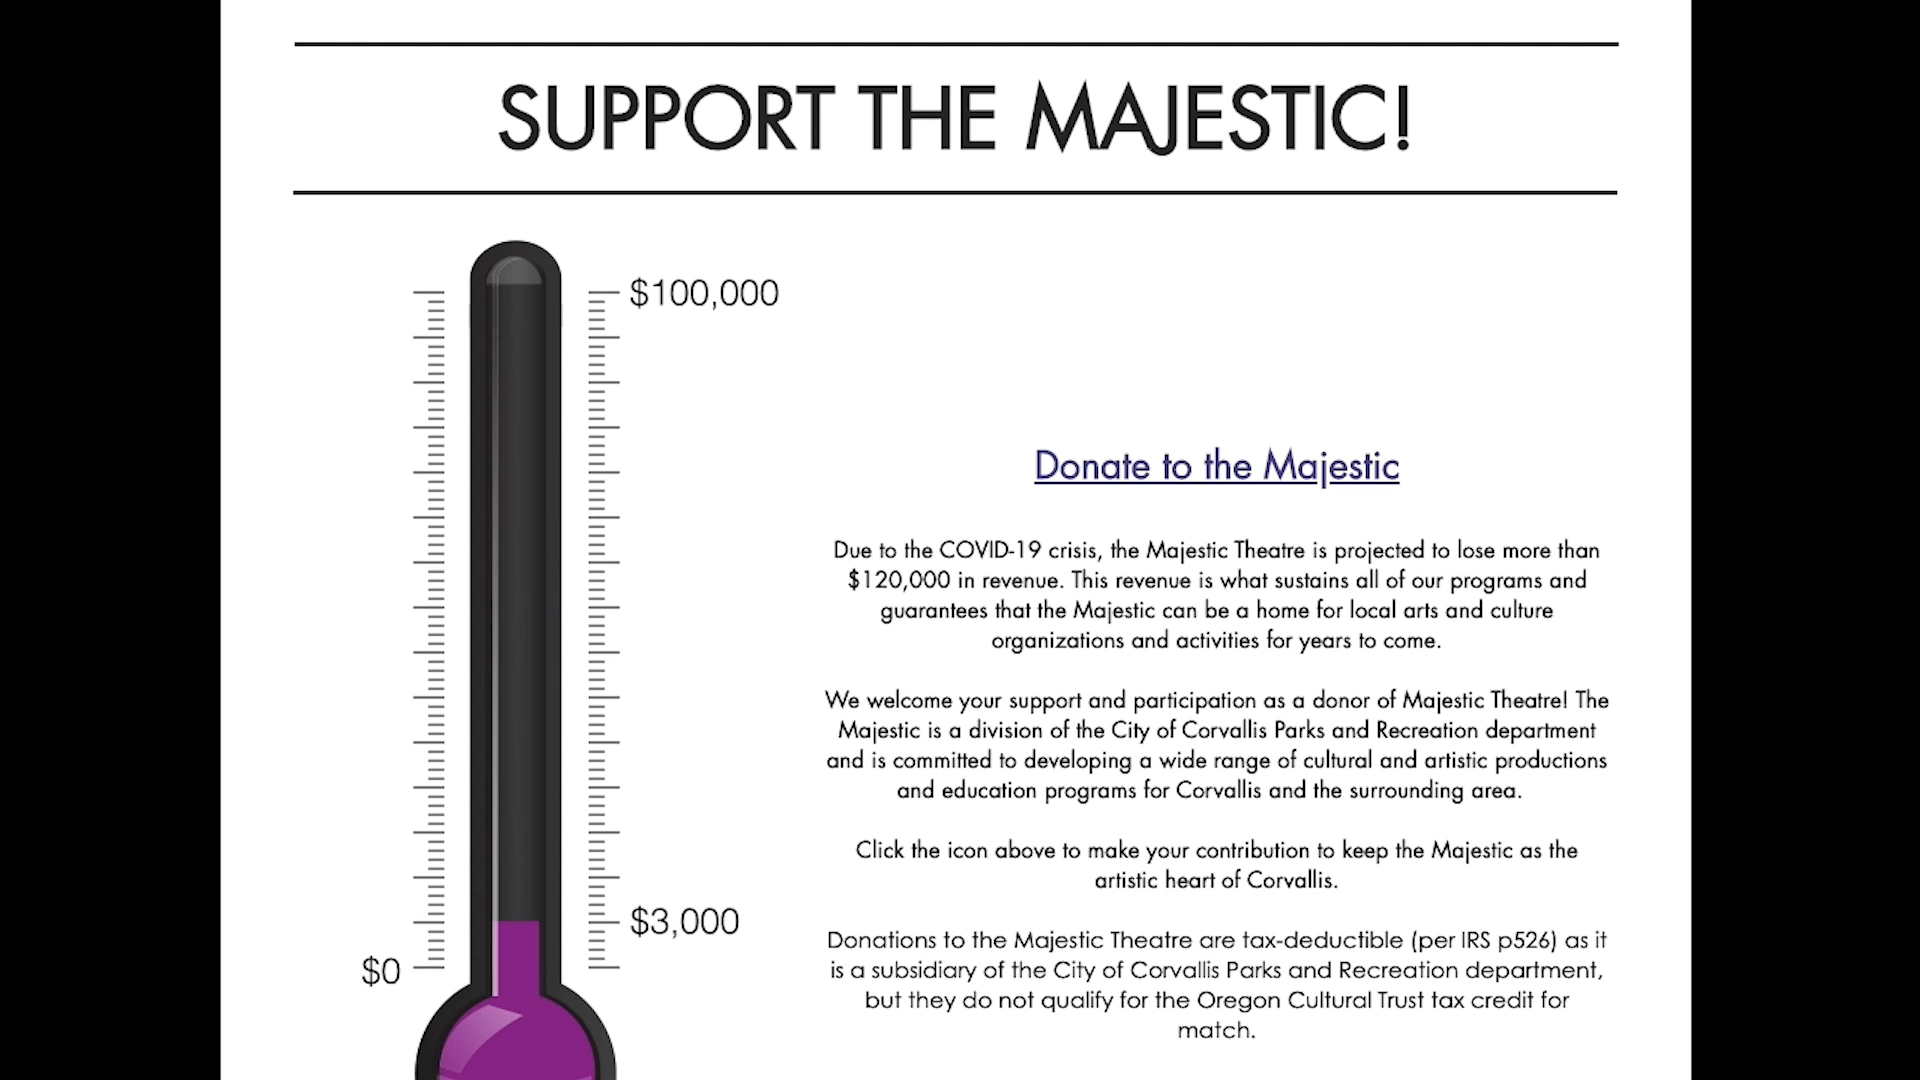 SUPPORT THE MAJESTIC!
$100,000
$3,000
$0
Donate to the Majestic
Due to the COVID-19 crisis, the Majestic Theatre is projected to lose more than
$120,000 in revenue. This revenue is what sustains all of our programs and
guarantees that the Majestic can be a home for local arts and culture
organizations and activities for years to come.
We welcome your support and participation as a donor of Majestic Theatre! The
Majestic is a division of the City of Corvallis Parks and Recreation department
and is committed to developing a wide range of cultural and artistic productions
and education programs for Corvallis and the surrounding area.
Click the icon above to make your contribution to keep the Majestic as the
artistic heart of Corvallis.
Donations to the Majestic Theatre are tax-deductible (per IRS p526) as it
is a subsidiary of the City of Corvallis Parks and Recreation department,
but they do not qualify for the Oregon Cultural Trust tax credit for
match.